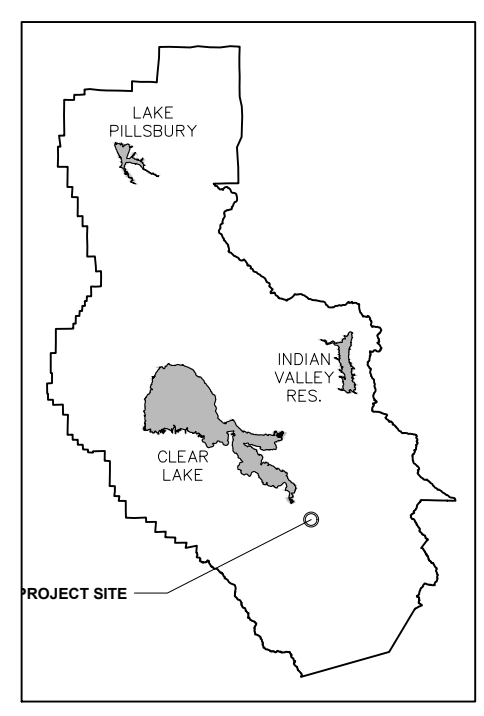 LAKE
PILLSBURY
INDIAN
VALLEY
RES.
CLEAR
LAKE
PROJECT SITE